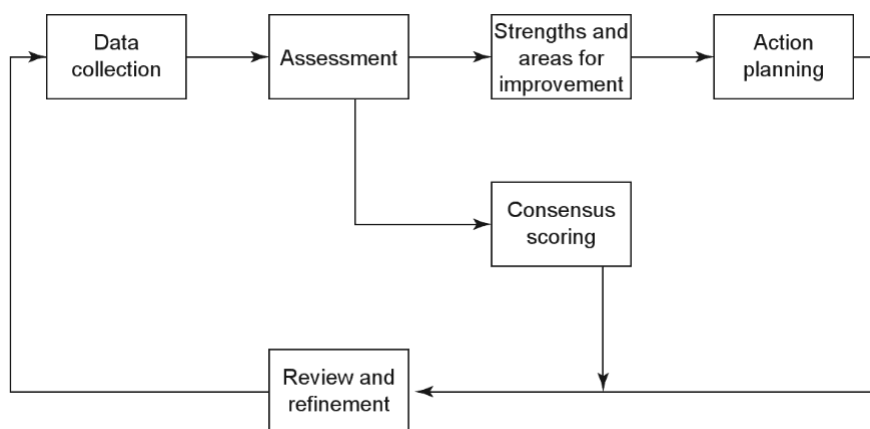 Data
collection
Assessment
Strengths and
areas for
improvement
Action
planning
Consensus
scoring
Review and
refinement